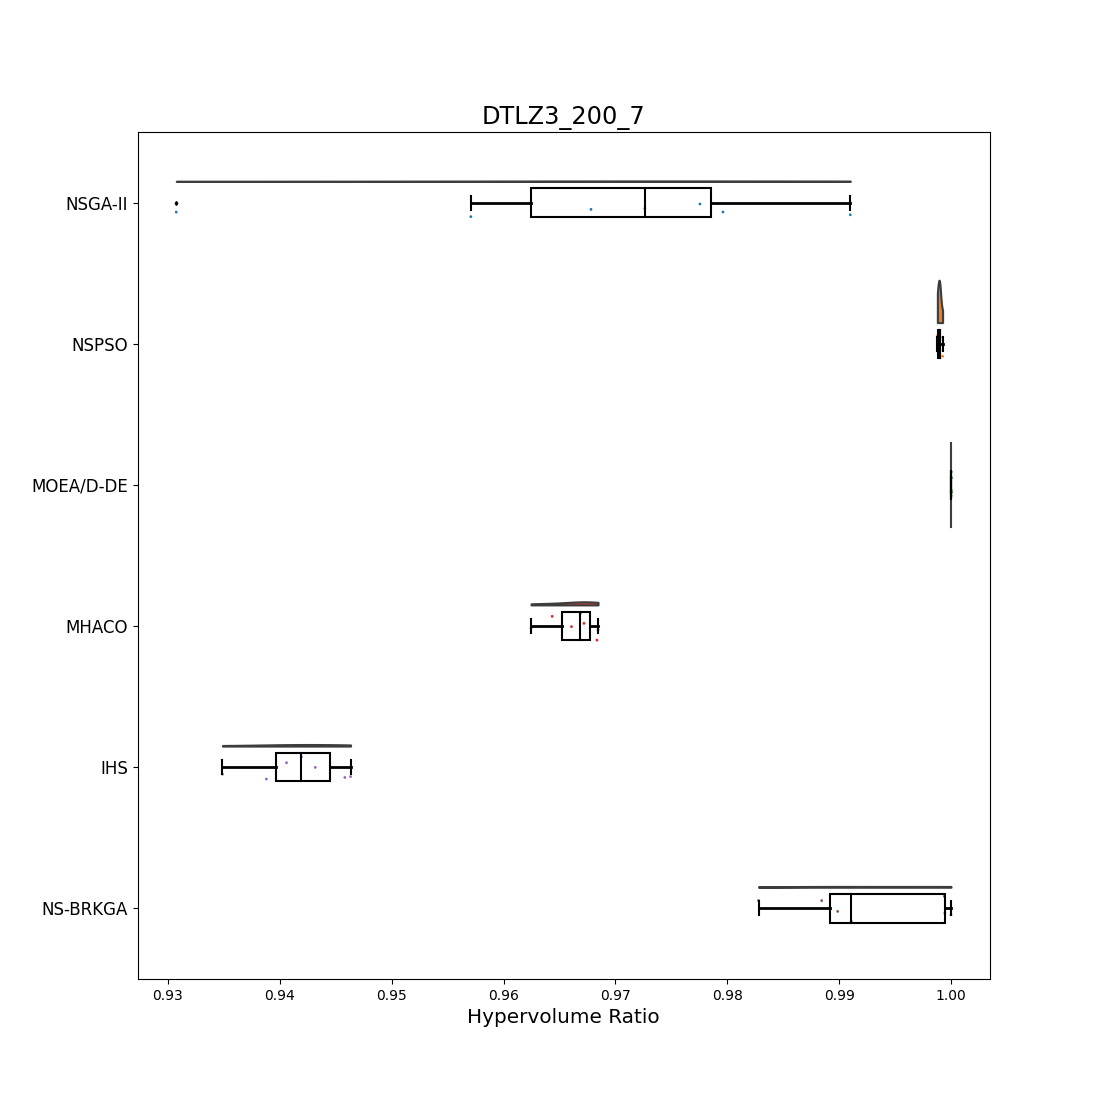 DTLZ3_200_7
NSGA-II
NSPSO
MOEA/D-DE
MHACO
IHS
NS-BRKGA
0.93 0.94 0.95 0.96 0.97 0.98 0.99 1.00
Hypervolume Ratio